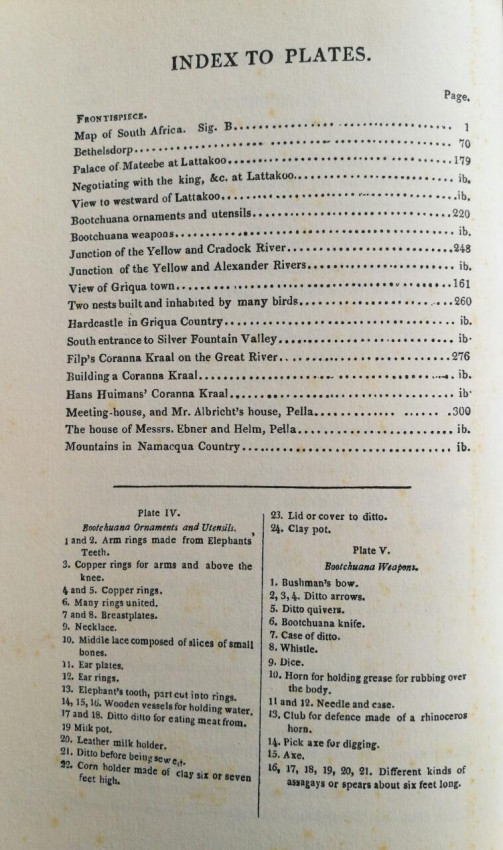 INDEX TO PLATES.
Page.
FRONTISPIECE.
Map of South Africa. Sig. B........................................ 1
Bethelsdorp........................................ 70
Palace of Mateebe at Lattakoo........................................179
Negotiating with the king, &c. at Lattakoo........................................ ib.
View to westward of Lattakoo........................................ib.
Bootchuana ornaments and utensils........................................220
Bootchuana weapons........................................ ib.
Junction of the Yellow and Cradock River........................................248
Junction of the Yellow and Alexander Rivers........................................ ib.
View of Griqua town........................................161
Two nests built and inhabited by many birds........................................260
Hardcastle in Griqua Country........................................ ib.
South entrance to Silver Fountain Valley........................................ ib.
Filp's Coranna Kraal on the Great River........................................276
Building a Coranna Kraal........................................ ib.
Hans Huimans' Coranna Kraal........................................ ib.
Meeting-house, and Mr. Albricht's house, Pella........................................300
The house of Messrs. Ebner and Helm, Pella........................................ ib.
Mountains in Namacqua Country........................................ ib.
Plate IV.
Bootchuana Ornaments and Utensils.
1 and 2. Arm rings made from Elephants'
Teeth.
3. Copper rings for arms and above the
knee.
4 and 5. Copper rings.
6. Many rings united.
7 and 8. Breastplates.
9. Necklace.
10. Middle lace composed of slices of small
bones.
11. Ear plates.
12. Ear rings.
13. Elephant's tooth, part cut into rings.
14, 15, 16. Wooden vessels for holding water.
17 and 18. Ditto ditto for eating meat from.
19 Milk pot.
20. Leather milk holder.
21. Ditto before being sewed.
22. Corn holder made of clay six or seven
feet high.
23. Lid or cover to ditto.
24. Clay pot.
Plate V.
Bootchuana Weapons.
1. Bushman's bow.
2, 3, 4. Ditto arrows.
5. Ditto quivers.
6. Bootchuana knife.
7. Case of ditto.
8. Whistle.
9. Dice.
10. Horn for holding grease for rubbing over
the body.
11 and 12. Needle and case.
13. Club for defence made of a rhinoceros
horn.
14. Pick axe for digging.
15. Axe.
16, 17, 18, 19, 20, 21. Different kinds of
assagays or spears about six feet long.